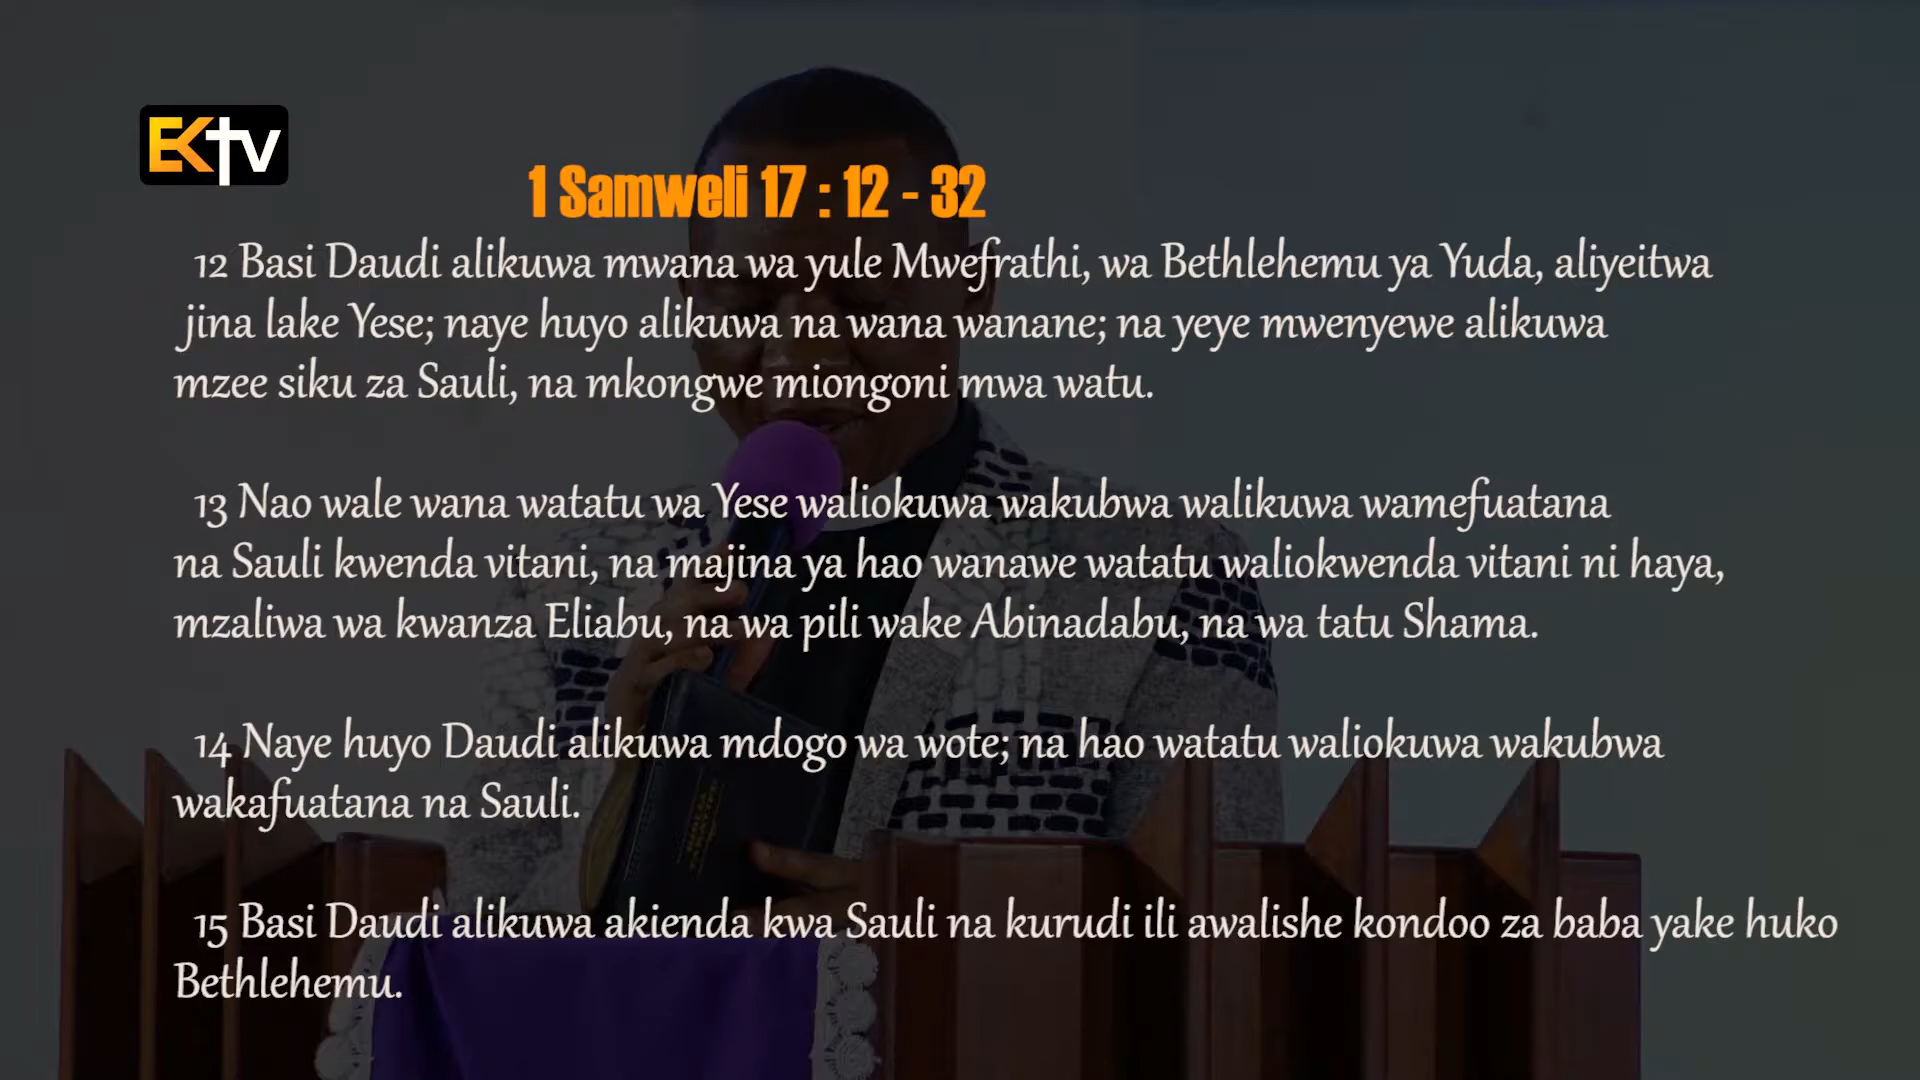 EKTV
1 Samweli 17 : 12 - 32
12 Basi Daudi alikuwa mwana wa yule Mwefrathi, wa Bethlehemu ya Yuda, aliyeitwa
jina lake Yese; naye huyo alikuwa na wana wanane; na yeye mwenyewe alikuwa
mzee siku za Sauli, na mkongwe miongoni mwa watu.
13 Nao wale wana watatu wa Yese waliokuwa wakubwa walikuwa wamefuatana
na Sauli kwenda vitani, na majina ya hao wanawe watatu waliokwenda vitani ni haya,
mzaliwa wa kwanza Eliabu, na wa pili wake Abinadabu, na wa tatu Shama.
14 Naye huyo Daudi alikuwa mdogo wa wote; na hao watatu waliokuwa wakubwa
wakafuatana na Sauli.
15 Basi Daudi alikuwa akienda kwa Sauli na kurudi ili awalishe kondoo za baba yake huko
Bethlehemu.